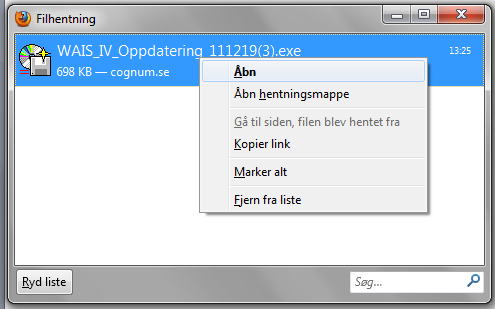 Filhentning
WAIS_IV_Oppdatering_111219(3).exe
13:25
698 KB — cognum.se
Åbn
Åbn hentningsmappe
Gå til siden, filen blev hentet fra
Kopier link
Marker alt
Fjern fra liste
Ryd liste
Søg...